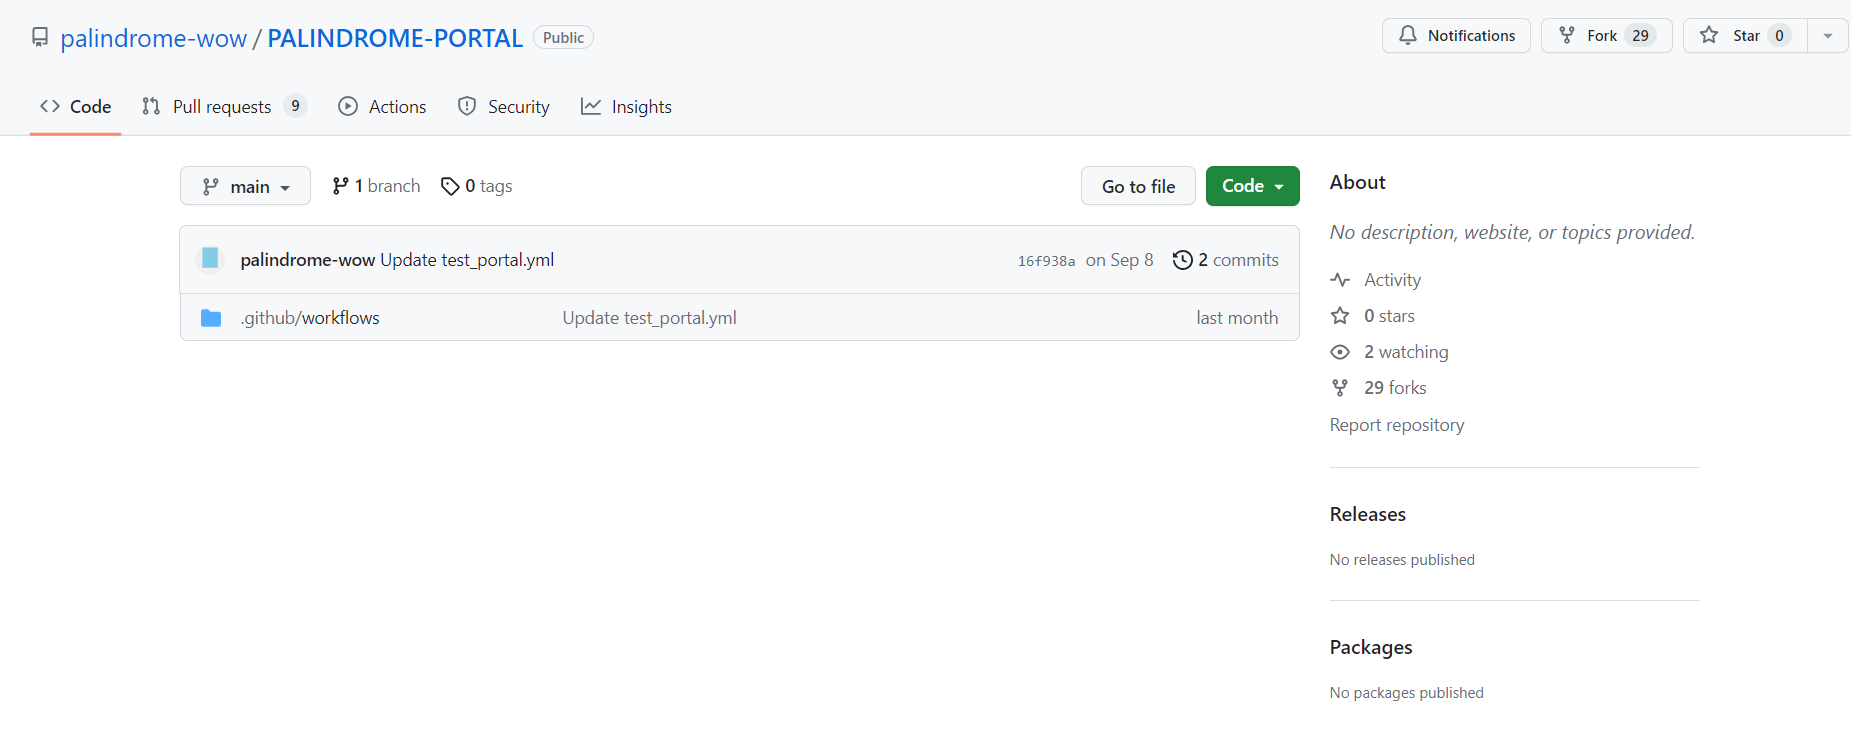 palindrome-wow / PALINDROME-PORTAL Public Notifications Fork 29 Star 0
Code Pull requests 9 Actions Security Insights
main 1 branch 0 tags Go to file Code
palindrome-wow Update test_portal.yml 16f938a on Sep 8 2 commits
.github/workflows Update test_portal.yml last month
About
No description, website, or topics provided.
Activity
0 stars
2 watching
29 forks
Report repository
Releases
No releases published
Packages
No packages published